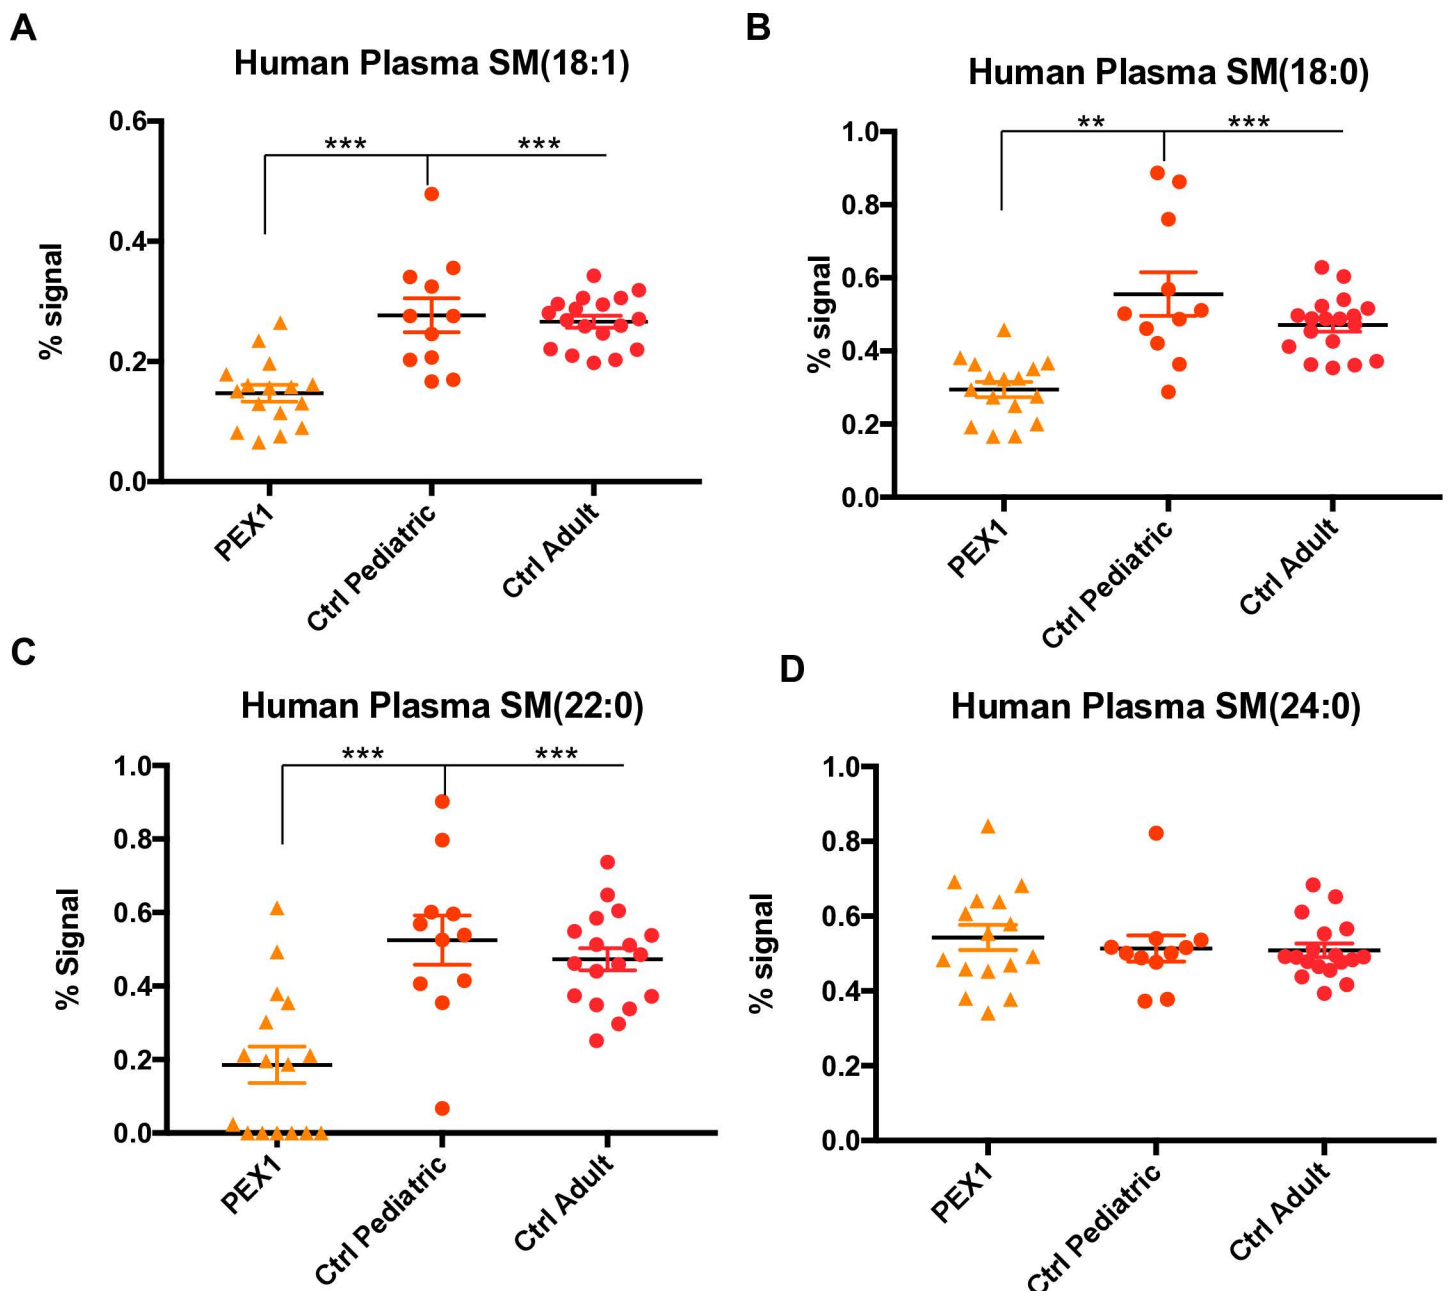 A
Human Plasma SM(18:1)
0.6
0.4
0.2
0.0
% signal
***
***
PEX1
Ctrl Pediatric
Ctrl Adult
B
Human Plasma SM(18:0)
1.0
0.8
0.6
0.4
0.2
0.0
% signal
**
***
PEX1
Ctrl Pediatric
Ctrl Adult
C
Human Plasma SM(22:0)
1.0
0.8
0.6
0.4
0.2
0.0
% Signal
***
***
PEX1
Ctrl Pediatric
Ctrl Adult
D
Human Plasma SM(24:0)
1.0
0.8
0.6
0.4
0.2
0.0
% signal
PEX1
Ctrl Pediatric
Ctrl Adult